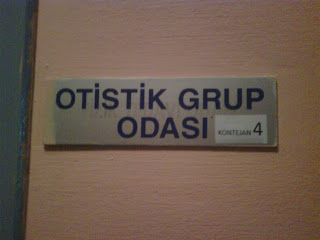 OTİSTİK GRUP
ODASI
KONTEJAN 4